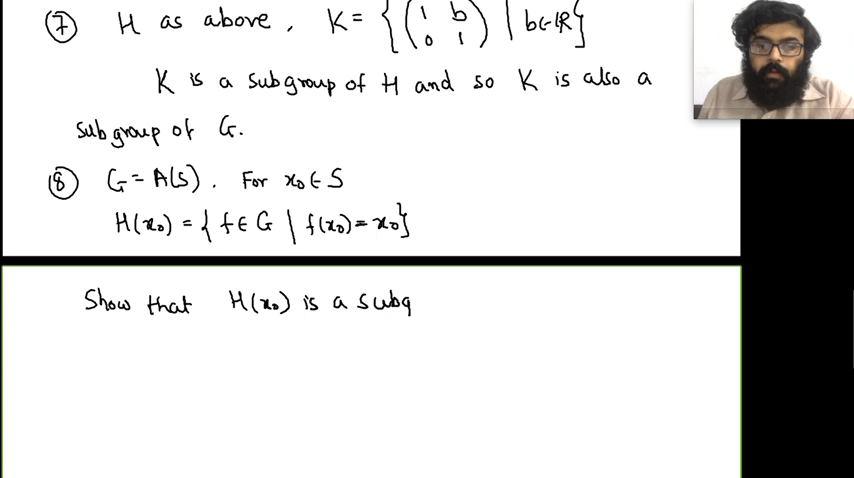 ⑦ H as above, K = { ( 1 b
0 1 ) | b ∈ ℝ }
K is a subgroup of H and so K is also a
subgroup of G.
⑧ G = A(S). For x₀ ∈ S
H(x₀) = { f ∈ G | f(x₀) = x₀ }
Show that H(x₀) is a subg